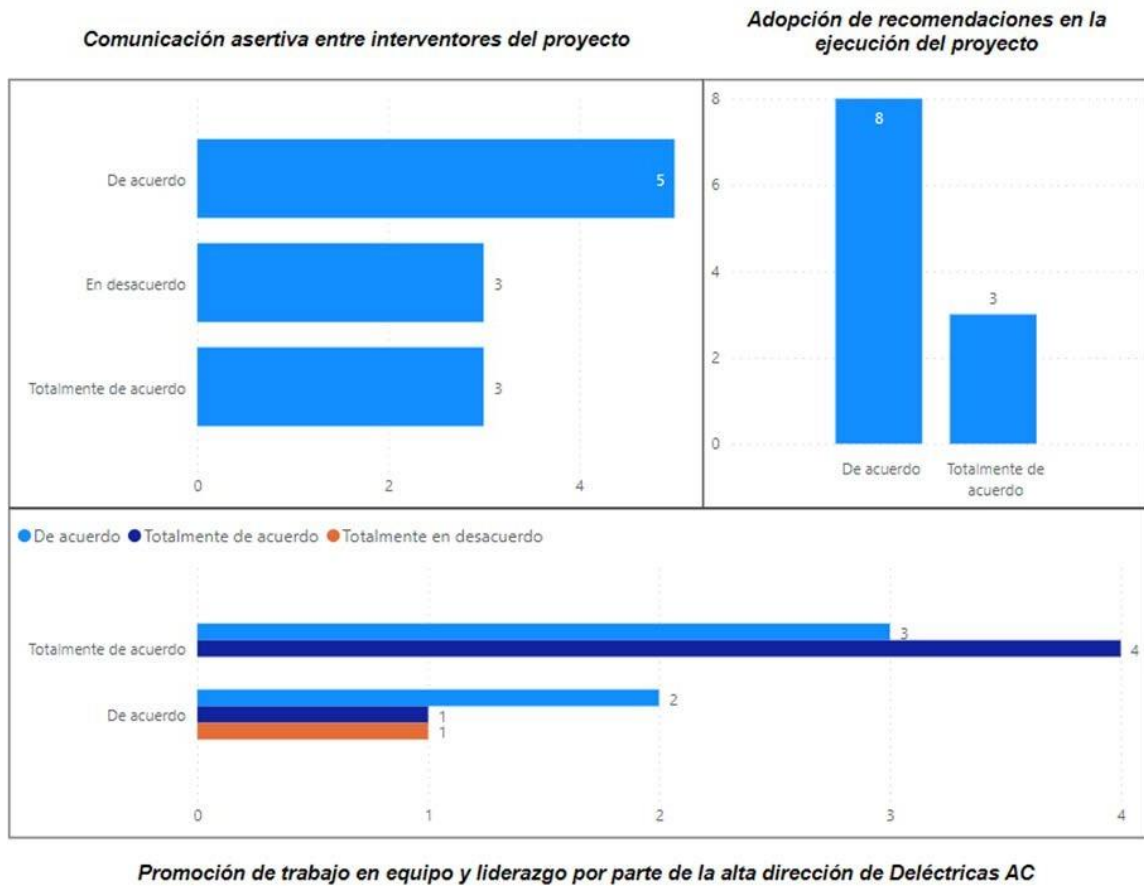 Comunicación asertiva entre interventores del proyecto
Adopción de recomendaciones en la
ejecución del proyecto
De acuerdo
5
En desacuerdo
3
Totalmente de acuerdo
3
0
2
4
8
6
4
2
0
8
3
De acuerdo
Totalmente de
acuerdo
De acuerdo
Totalmente de acuerdo
Totalmente en desacuerdo
Totalmente de acuerdo
3
4
De acuerdo
2
1
1
0
1
2
3
4
Promoción de trabajo en equipo y liderazgo por parte de la alta dirección de Deléctricas AC